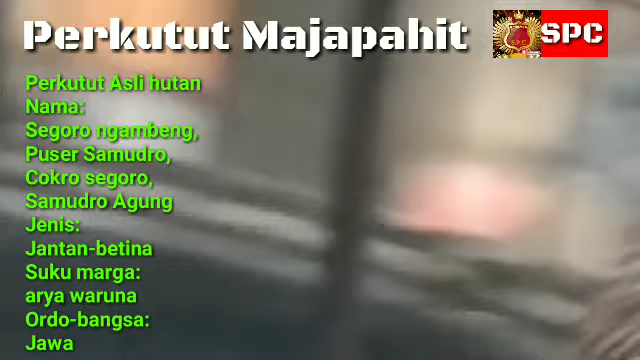 Perkutut Majapahit
SPC
Perkutut Asli hutan
Nama:
Segoro ngambeng,
Puser Samudro,
Cokro segoro,
Samudro Agung
Jenis:
Jantan-betina
Suku marga:
arya waruna
Ordo-bangsa:
Jawa